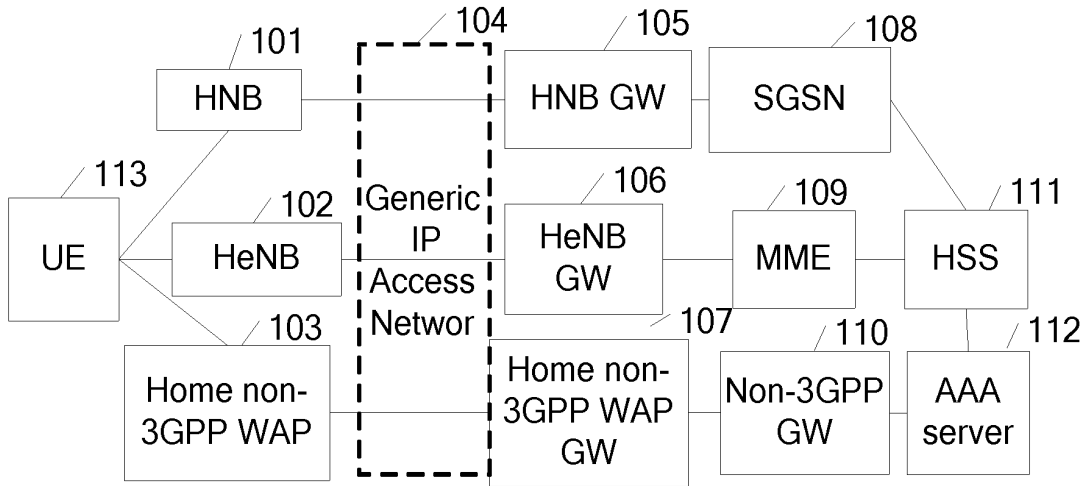 101
HNB
104
105
HNB GW
108
SGSN
113
UE
102
HeNB
Generic
IP
Access
Networ
106
HeNB
GW
109
MME
111
HSS
103
Home non-
3GPP WAP
107
Home non-
3GPP WAP
GW
110
Non-3GPP
GW
112
AAA
server